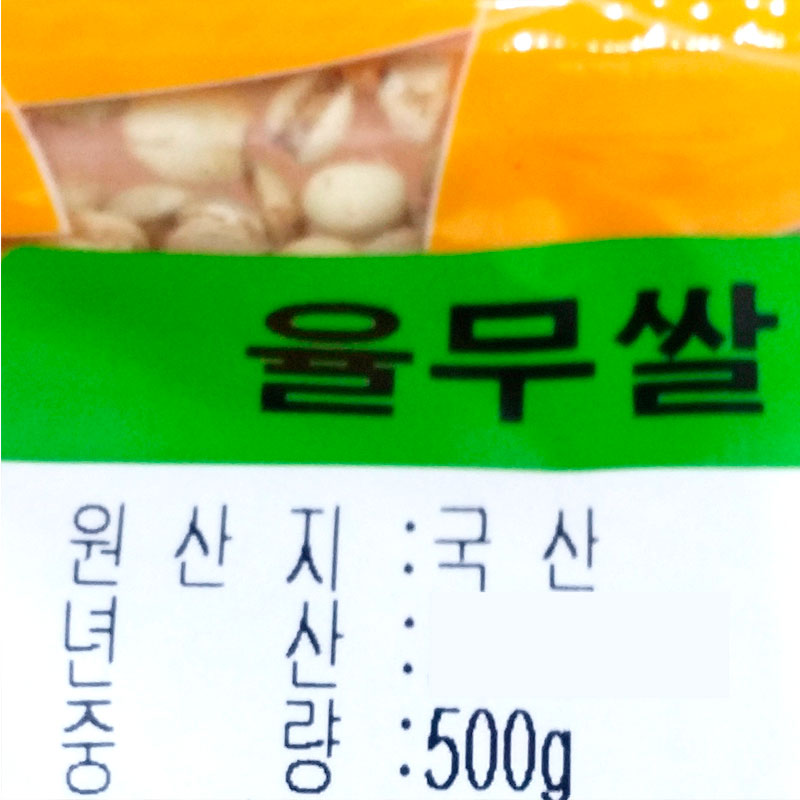 율무쌀
원 산 지 : 국 산
년 산 :
중 량 : 500g